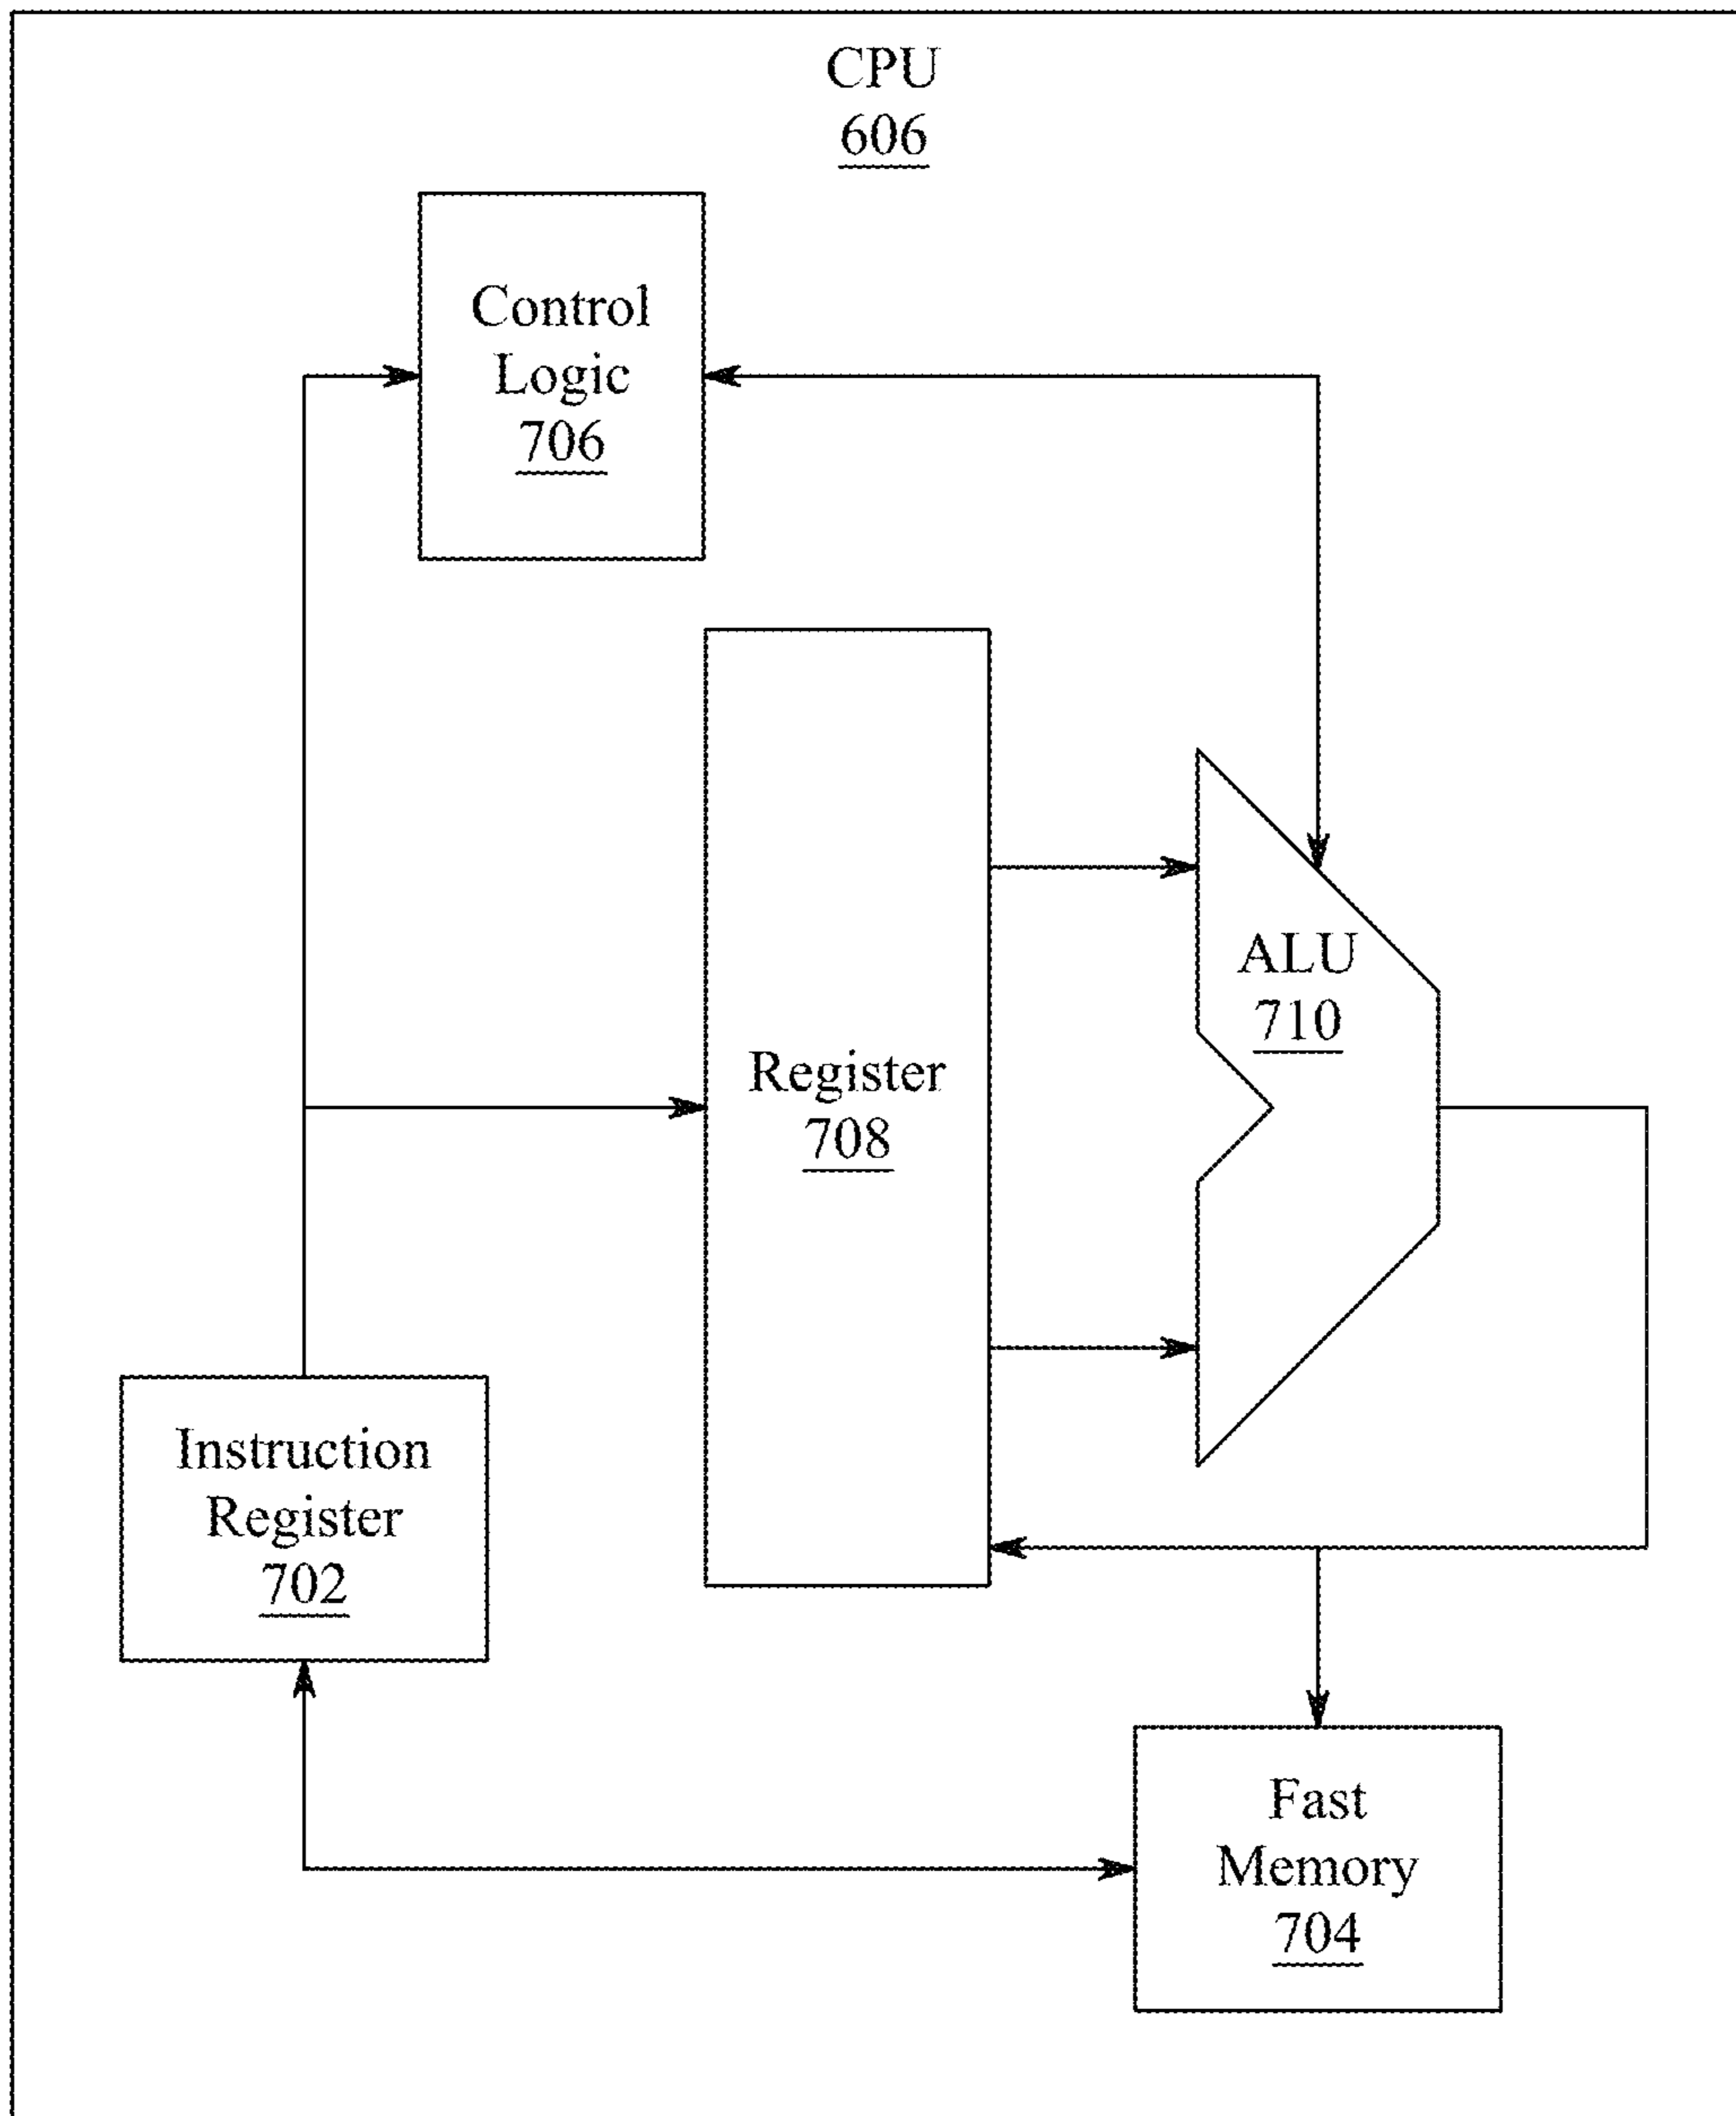 CPU
606
Control
Logic
706
ALU
710
Register
708
Instruction
Register
702
Fast
Memory
704